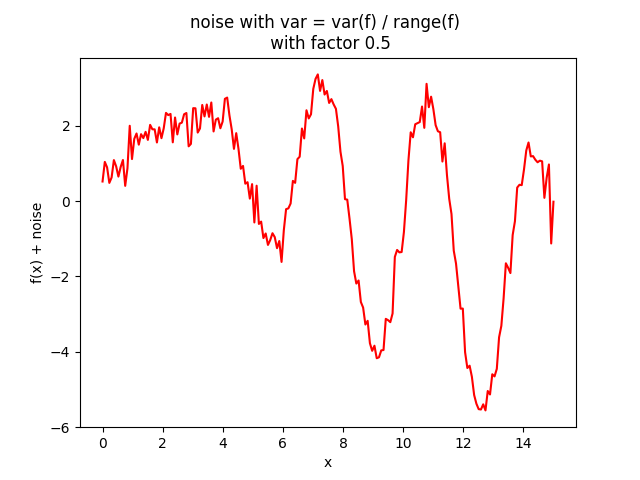 noise with var = var(f) / range(f)
with factor 0.5
f(x) + noise
2
0
−2
−4
−6
0 2 4 6 8 10 12 14
x